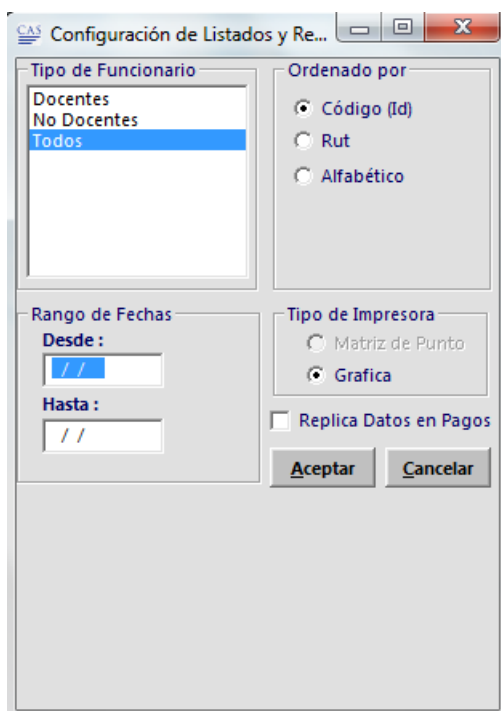 CAS Configuración de Listados y Re...
Tipo de Funcionario
Docentes
No Docentes
Todos
Ordenado por
Código (Id)
Rut
Alfabético
Rango de Fechas
Desde :
/ /
Hasta :
/ /
Tipo de Impresora
Matriz de Punto
Grafica
Replica Datos en Pagos
Aceptar Cancelar